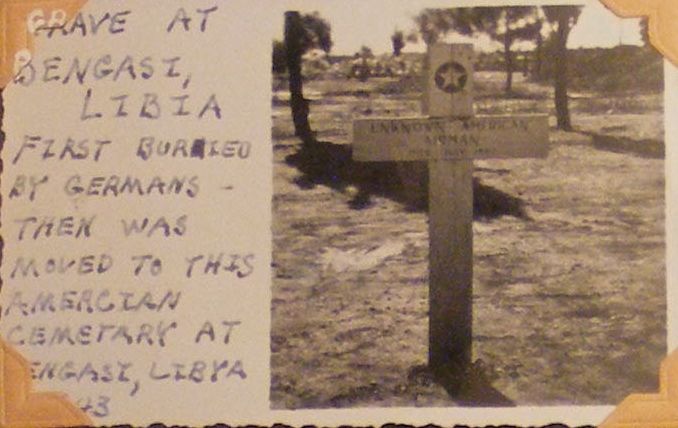 GRAVE AT
BENGASI,
LIBIA
FIRST BURRIED
BY GERMANS -
THEN WAS
MOVED TO THIS
AMERCIAN
CEMETARY AT
ENGASI, LIBYA
43
UNKNOWN AMERICAN
AIRMAN